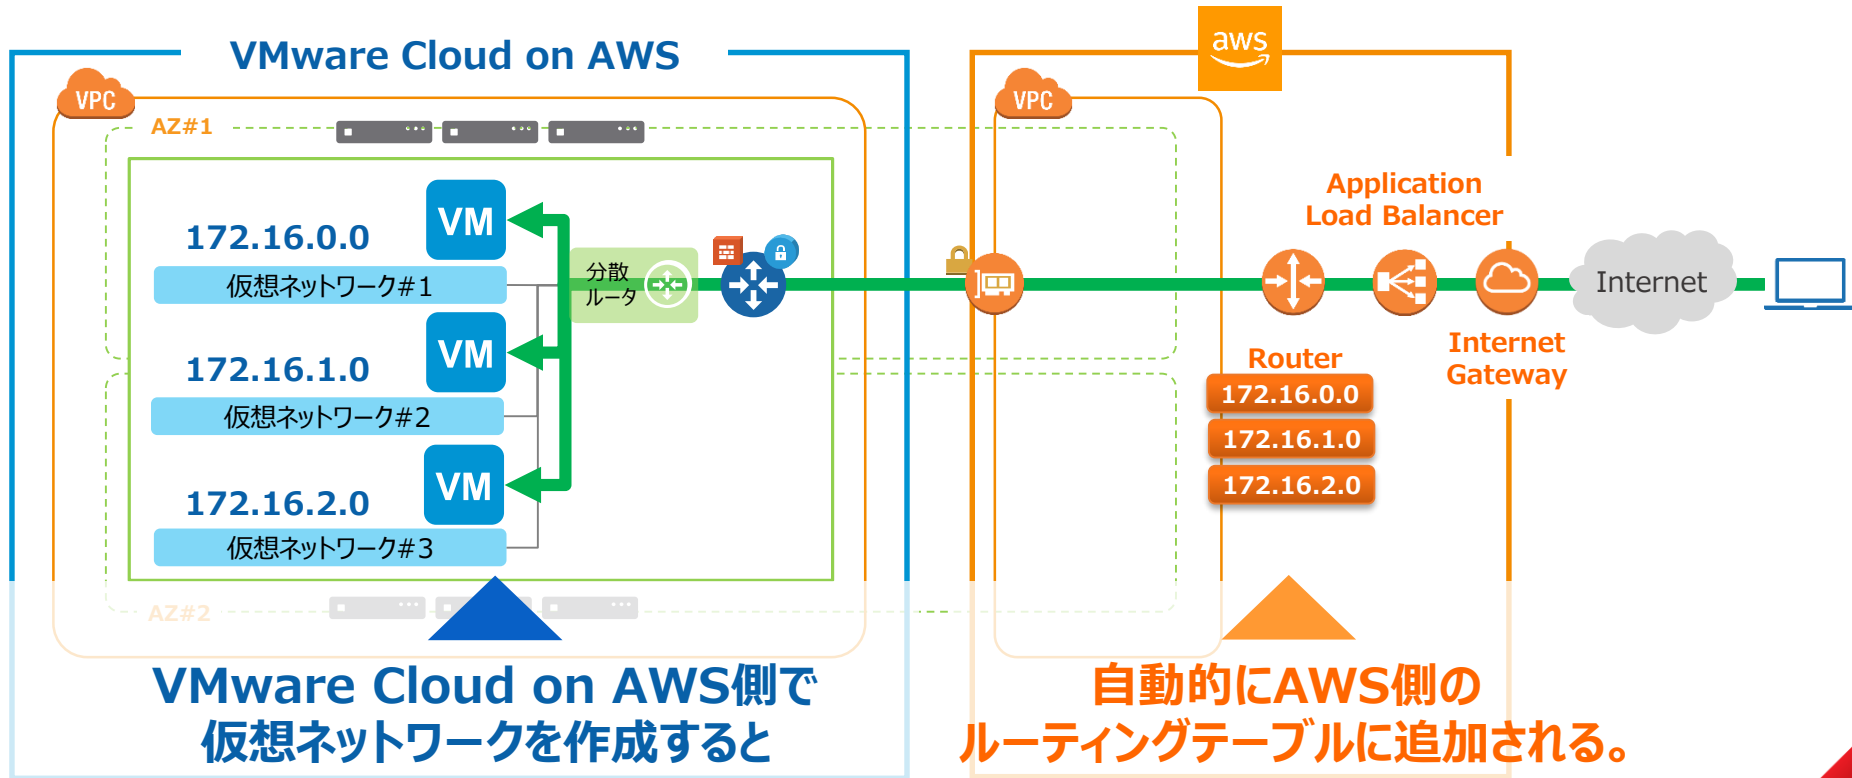 VMware Cloud on AWS
aws
VPC
VPC
AZ#1
172.16.0.0
VM
仮想ネットワーク#1
172.16.1.0
VM
仮想ネットワーク#2
172.16.2.0
VM
仮想ネットワーク#3
分散
ルータ
Application
Load Balancer
Internet
Router
172.16.0.0
172.16.1.0
172.16.2.0
Internet
Gateway
AZ#2
VMware Cloud on AWS側で
仮想ネットワークを作成すると
自動的にAWS側の
ルーティングテーブルに追加される。